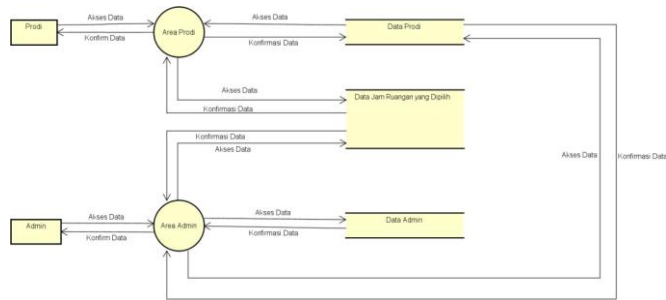 Akses Data
Akses Data
Prodi
Area Prodi
Data Prodi
Konfirm Data
Konfirmasi Data
Akses Data
Data Jam Ruangan yang Dipilih
Konfirmasi Data
Konfirmasi Data
Akses Data
Akses Data
Konfirmasi Data
Akses Data
Akses Data
Admin
Area Admin
Data Admin
Konfirm Data
Konfirmasi Data